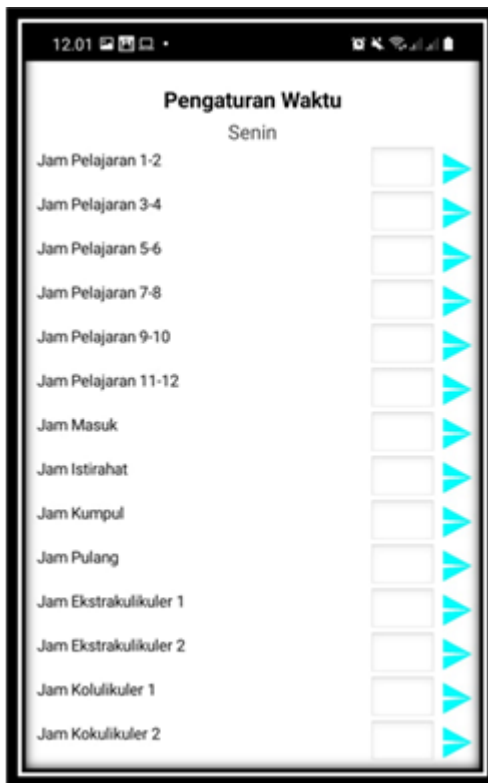 12.01
Pengaturan Waktu
Senin
Jam Pelajaran 1-2
Jam Pelajaran 3-4
Jam Pelajaran 5-6
Jam Pelajaran 7-8
Jam Pelajaran 9-10
Jam Pelajaran 11-12
Jam Masuk
Jam Istirahat
Jam Kumpul
Jam Pulang
Jam Ekstrakulikuler 1
Jam Ekstrakulikuler 2
Jam Kolulikuler 1
Jam Kokulikuler 2